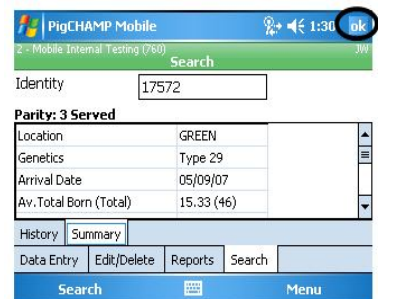 PigCHAMP Mobile 1:30 ok
2 - Mobile Internal Testing (760) JW
Search
Identity 17572
Parity: 3 Served
Location GREEN
Genetics Type 29
Arrival Date 05/09/07
Av.Total Born (Total) 15.33 (46)
History Summary
Data Entry Edit/Delete Reports Search
Search Menu